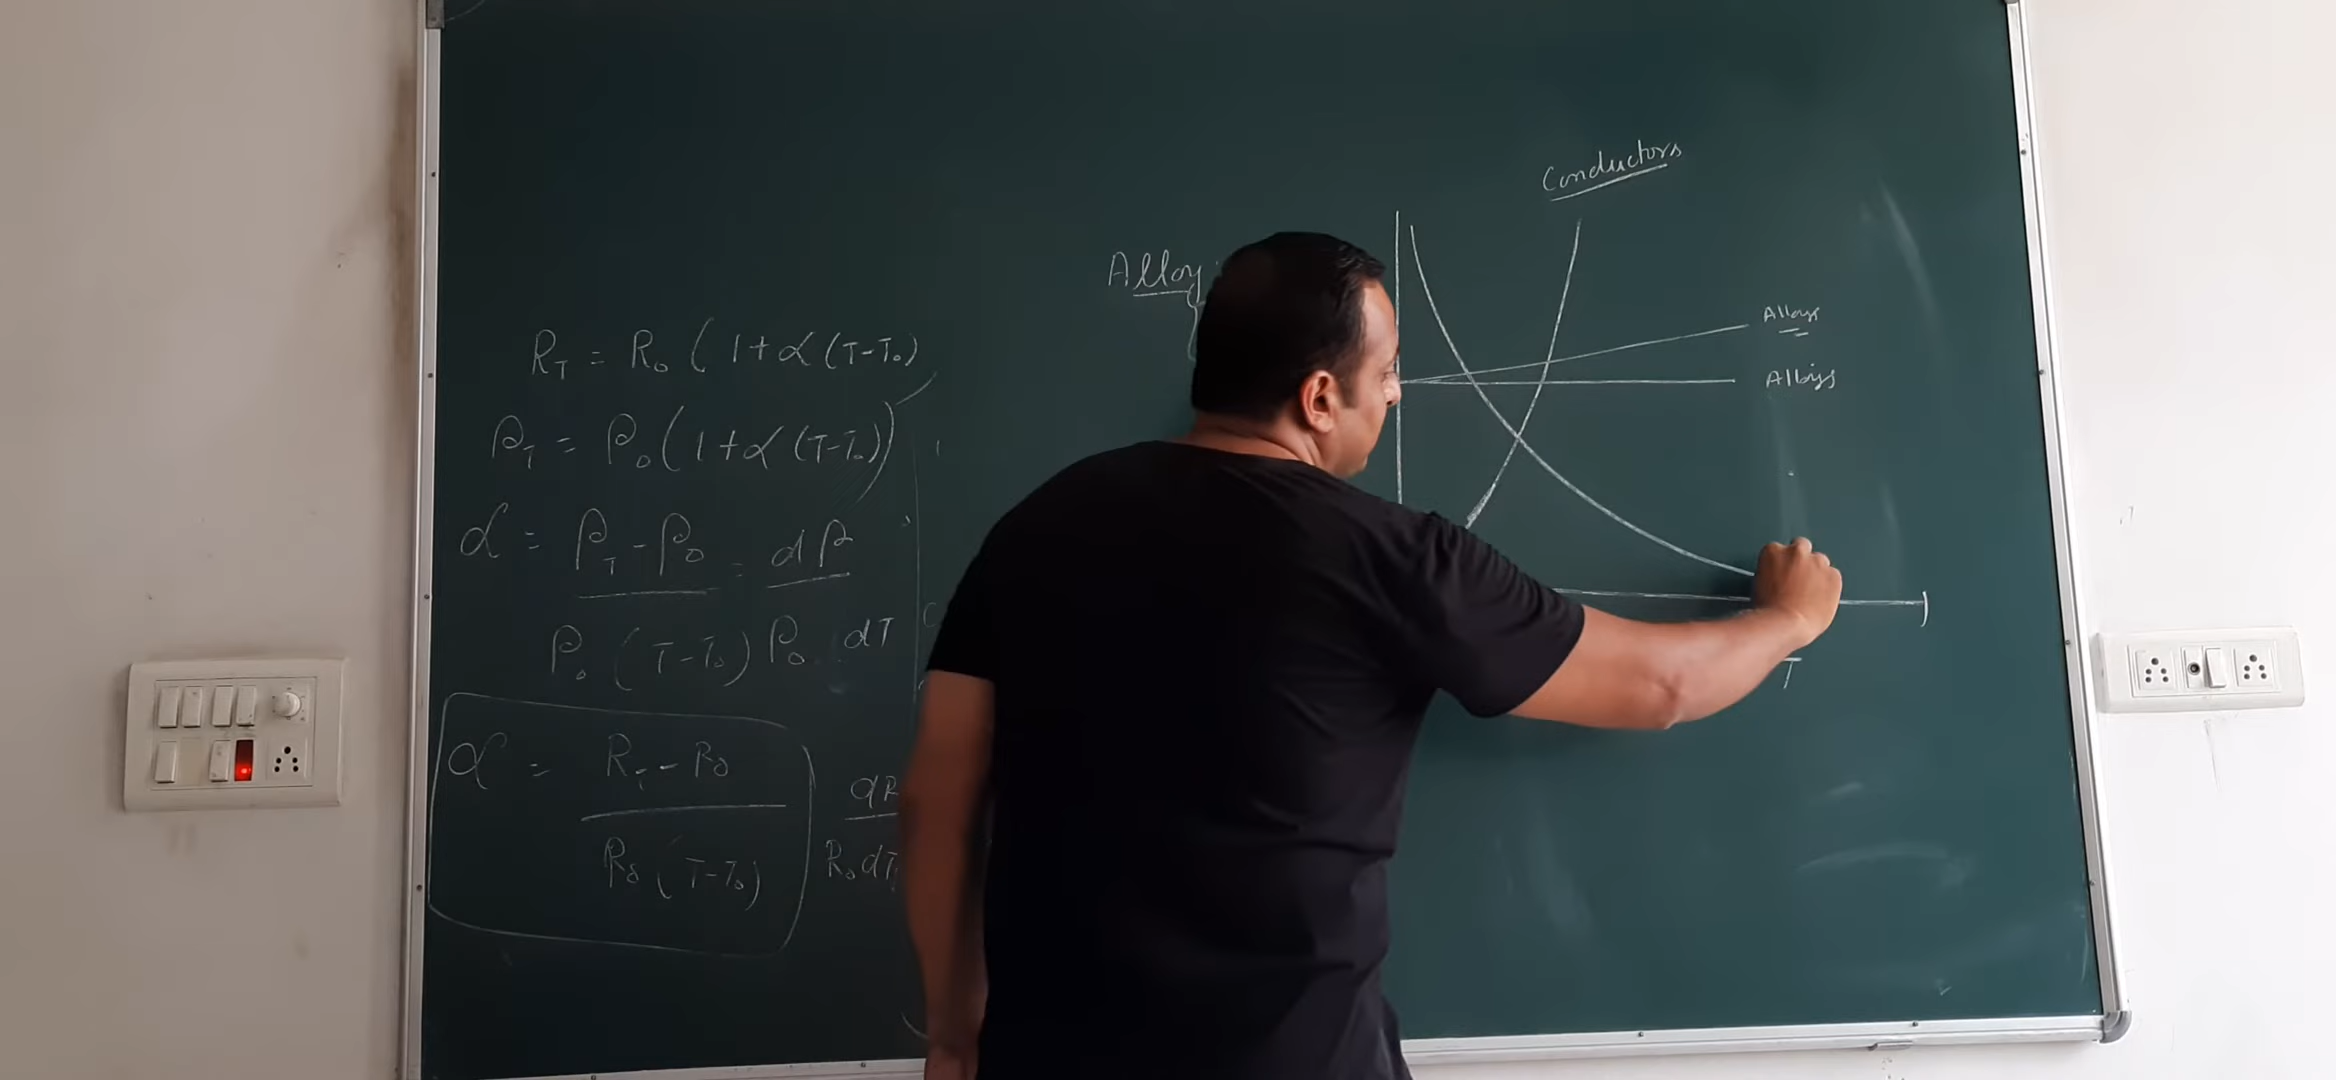 R_T = R_0 ( 1 + α (T-T_0)
ρ_T = ρ_0 ( 1 + α (T-T_0) )
α = ρ_T - ρ_0 / ρ_0 (T-T_0) = dρ / ρ_0 dT
α = R_T - R_0 / R_0 (T-T_0)
dR / R_0 dT
Alloy
Conductors
Alloys
Alloys
T